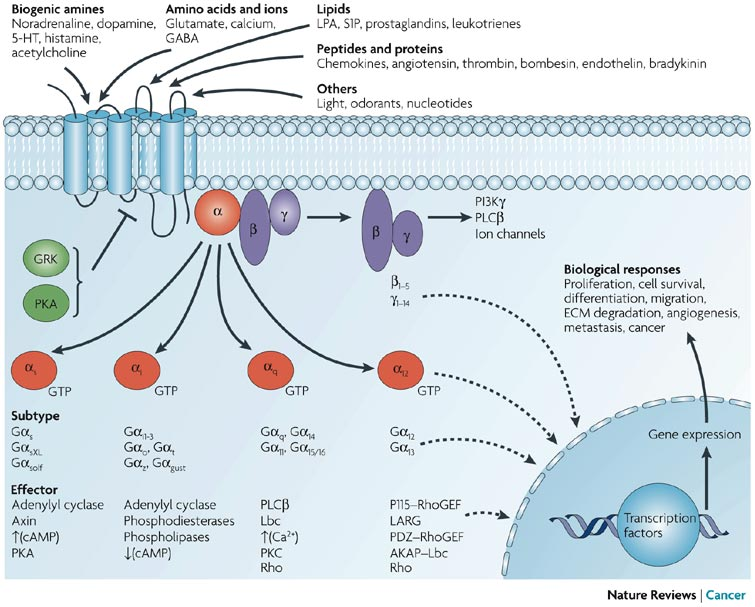 Biogenic amines
Noradrenaline, dopamine,
5-HT, histamine,
acetylcholine
Amino acids and ions
Glutamate, calcium,
GABA
Lipids
LPA, S1P, prostaglandins, leukotrienes
Peptides and proteins
Chemokines, angiotensin, thrombin, bombesin, endothelin, bradykinin
Others
Light, odorants, nucleotides
α
β
γ
β
γ
PI3Kγ
PLCβ
Ion channels
GRK
PKA
β₁₋₅
γ₁₋₁₄
Biological responses
Proliferation, cell survival,
differentiation, migration,
ECM degradation, angiogenesis,
metastasis, cancer
αₛ
GTP
αᵢ
GTP
α_q
GTP
α₁₂
GTP
Subtype
Gαₛ
GαₛXL
Gαₛolf
Gαᵢ₁₋₃
Gαₒ, Gαₜ
Gα_z, Gα_gust
Gα_q, Gα₁₄
Gα₁₁, Gα₁₅/₁₆
Gα₁₂
Gα₁₃
Effector
Adenylyl cyclase
Axin
↑(cAMP)
PKA
Adenylyl cyclase
Phosphodiesterases
Phospholipases
↓(cAMP)
PLCβ
Lbc
↑(Ca²⁺)
PKC
Rho
P115–RhoGEF
LARG
PDZ–RhoGEF
AKAP–Lbc
Rho
Gene expression
Transcription
factors
Nature Reviews | Cancer